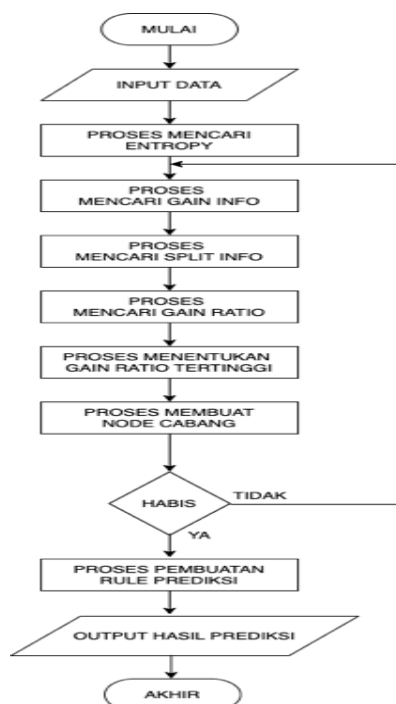 MULAI
INPUT DATA
PROSES MENCARI
ENTROPY
PROSES
MENCARI GAIN INFO
PROSES
MENCARI SPLIT INFO
PROSES
MENCARI GAIN RATIO
PROSES MENENTUKAN
GAIN RATIO TERTINGGI
PROSES MEMBUAT
NODE CABANG
HABIS
TIDAK
YA
PROSES PEMBUATAN
RULE PREDIKSI
OUTPUT HASIL PREDIKSI
AKHIR